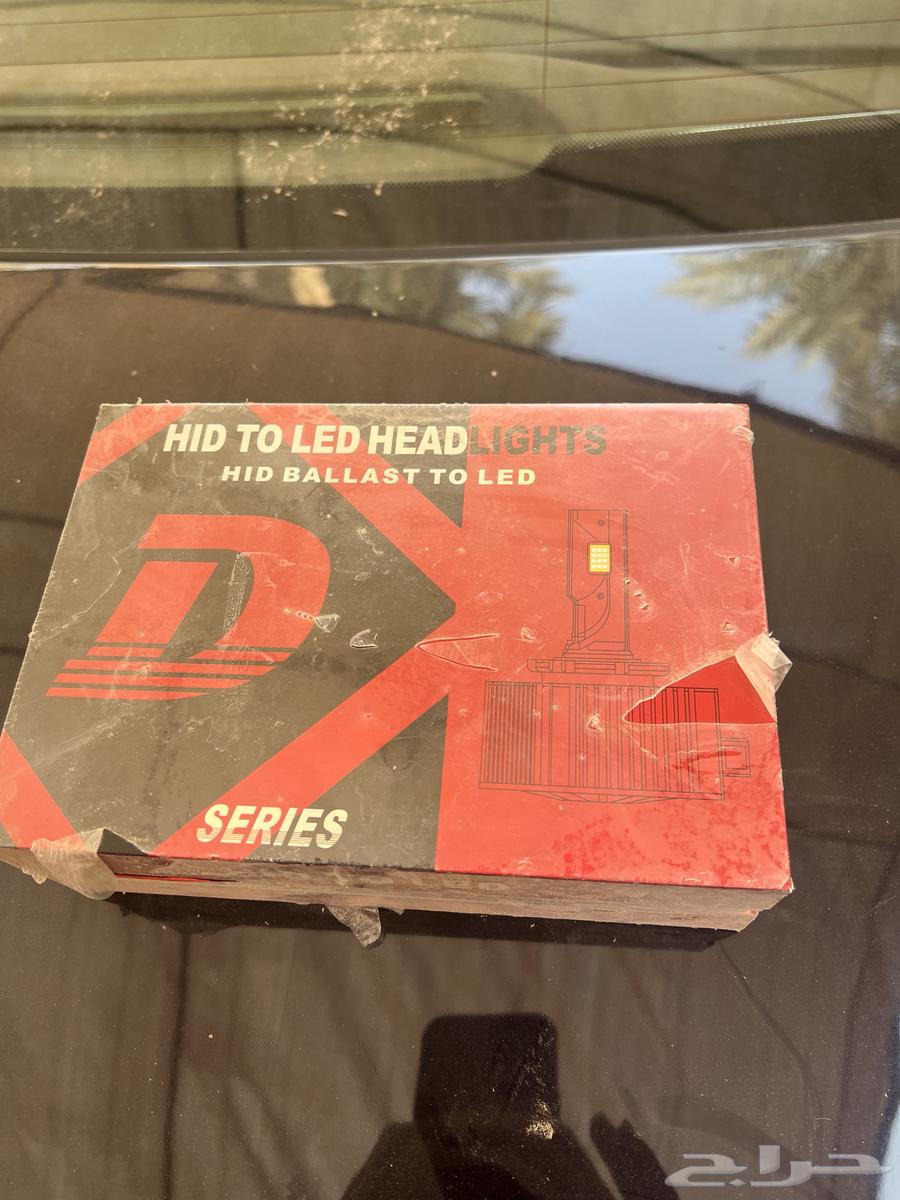 HID TO LED HEADLIGHTS
HID BALLAST TO LED
D
SERIES
حراج